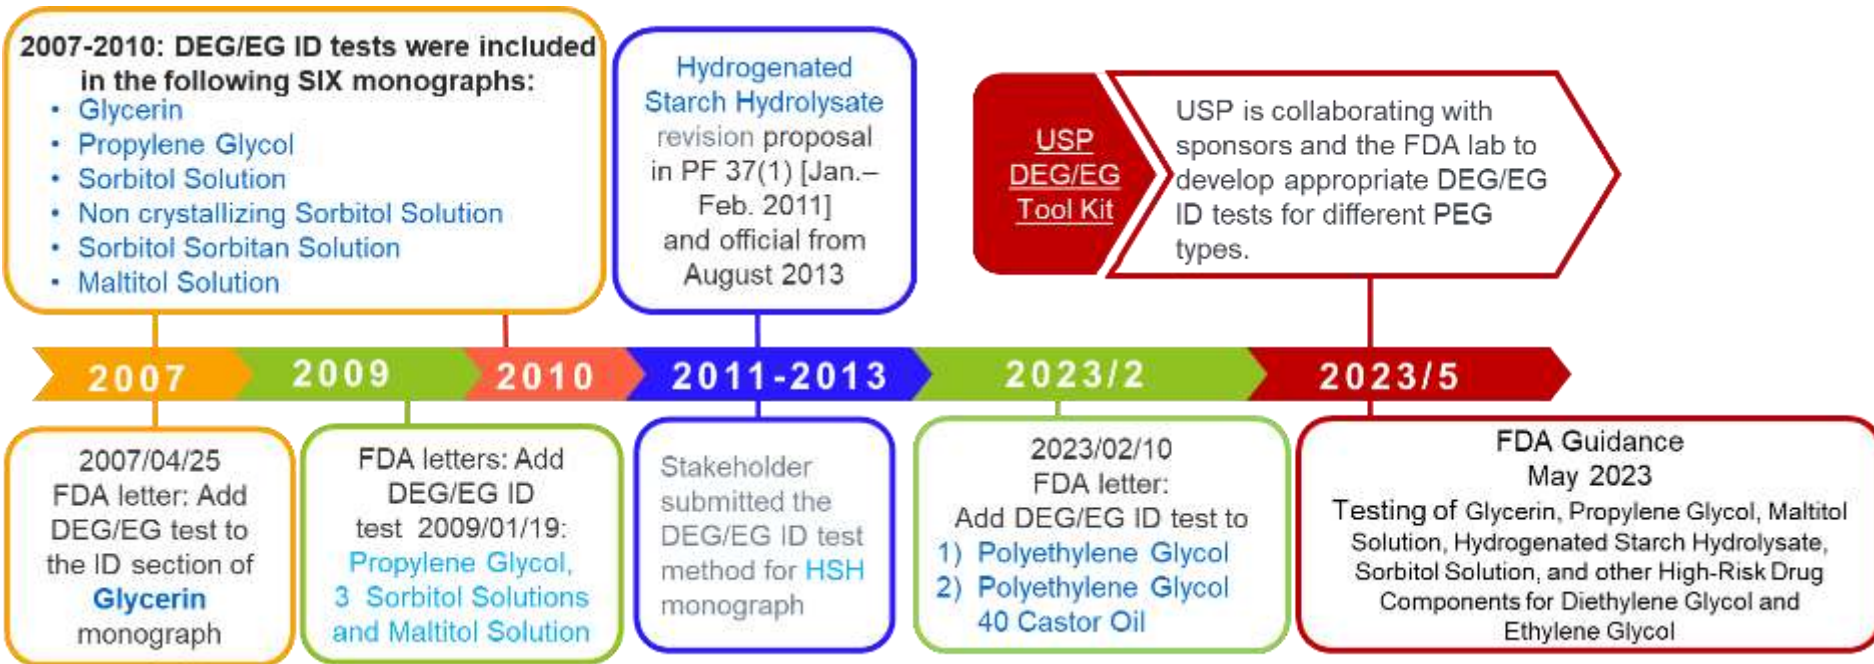 2007-2010: DEG/EG ID tests were included
in the following SIX monographs:
• Glycerin
• Propylene Glycol
• Sorbitol Solution
• Non crystallizing Sorbitol Solution
• Sorbitol Sorbitan Solution
• Maltitol Solution
Hydrogenated
Starch Hydrolysate
revision proposal
in PF 37(1) [Jan.–
Feb. 2011]
and official from
August 2013
USP
DEG/EG
Tool Kit
USP is collaborating with
sponsors and the FDA lab to
develop appropriate DEG/EG
ID tests for different PEG
types.
2007
2009
2010
2011-2013
2023/2
2023/5
2007/04/25
FDA letter: Add
DEG/EG test to
the ID section of
Glycerin
monograph
FDA letters: Add
DEG/EG ID
test 2009/01/19:
Propylene Glycol,
3 Sorbitol Solutions
and Maltitol Solution
Stakeholder
submitted the
DEG/EG ID test
method for HSH
monograph
2023/02/10
FDA letter:
Add DEG/EG ID test to
1) Polyethylene Glycol
2) Polyethylene Glycol
40 Castor Oil
FDA Guidance
May 2023
Testing of Glycerin, Propylene Glycol, Maltitol
Solution, Hydrogenated Starch Hydrolysate,
Sorbitol Solution, and other High-Risk Drug
Components for Diethylene Glycol and
Ethylene Glycol